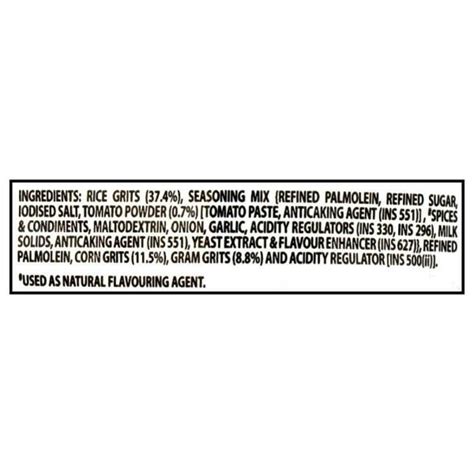 INGREDIENTS: RICE GRITS (37.4%), SEASONING MIX {REFINED PALMOLEIN, REFINED SUGAR,
IODISED SALT, TOMATO POWDER (0.7%) [TOMATO PASTE, ANTICAKING AGENT (INS 551)], #SPICES
& CONDIMENTS, MALTODEXTRIN, ONION, GARLIC, ACIDITY REGULATORS (INS 330, INS 296), MILK
SOLIDS, ANTICAKING AGENT (INS 551), YEAST EXTRACT & FLAVOUR ENHANCER (INS 627)}, REFINED
PALMOLEIN, CORN GRITS (11.5%), GRAM GRITS (8.8%) AND ACIDITY REGULATOR [INS 500(ii)].
#USED AS NATURAL FLAVOURING AGENT.